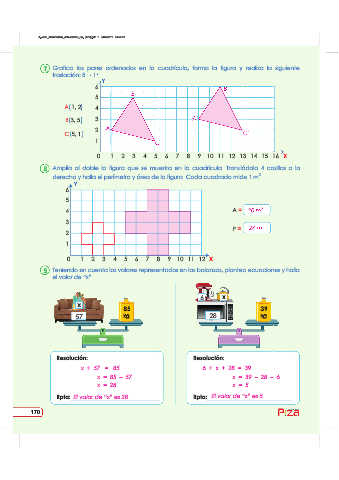 7 Grafica los pares ordenados en la cuadrícula, forma la figura y realiza la siguiente
traslación: 8 → 1↑
Y
6
5
4
3
2
1
A(1, 2)
B(3, 5)
C(5, 1)
A
B
C
A
B
C
0 1 2 3 4 5 6 7 8 9 10 11 12 13 14 15 16 X
8 Amplía al doble la figura que se muestra en la cuadrícula. Trasládala 4 casillas a la
derecha y halla el perímetro y área de la figura. Cada cuadrado mide 1 m²
Y
6
5
4
3
2
1
0 1 2 3 4 5 6 7 8 9 10 11 12 X
A =
P =
9 Teniendo en cuenta los valores representados en las balanzas, plantea ecuaciones y halla
el valor de "x"
x
57
85
6
x
28
39
Resolución:
x + 57 = 85
x = 85 – 57
x = 28
Rpta: El valor de "x" es 28
Resolución:
6 + x + 28 = 39
x = 39 – 28 – 6
x = 5
Rpta: El valor de "x" es 5
170